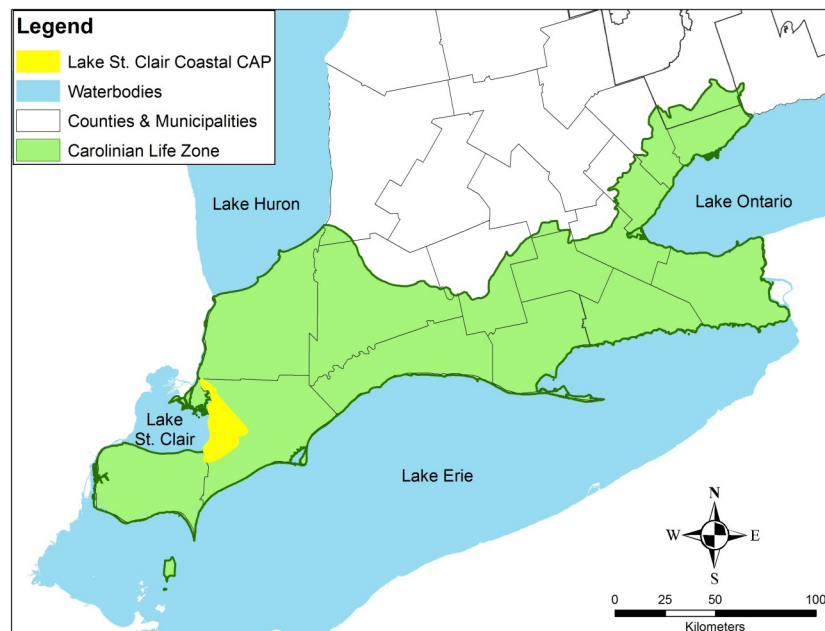 Legend
Lake St. Clair Coastal CAP
Waterbodies
Counties & Municipalities
Carolinian Life Zone
Lake Huron
Lake Ontario
Lake
St. Clair
Lake Erie
N
W E
S
0 25 50 100
Kilometers